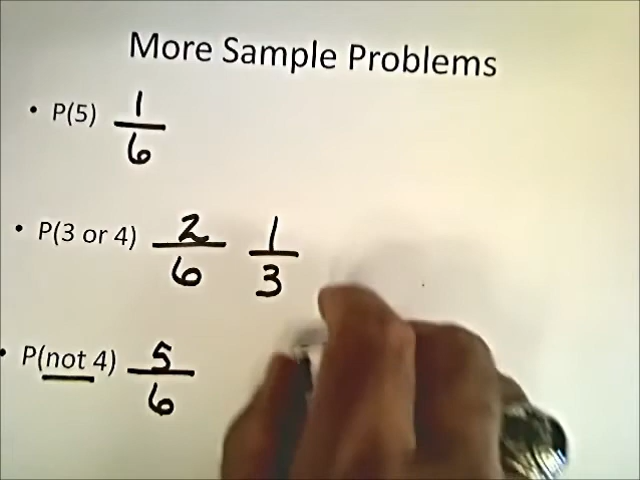 More Sample Problems
• P(5) 1/6
• P(3 or 4) 2/6 1/3
• P(not 4) 5/6